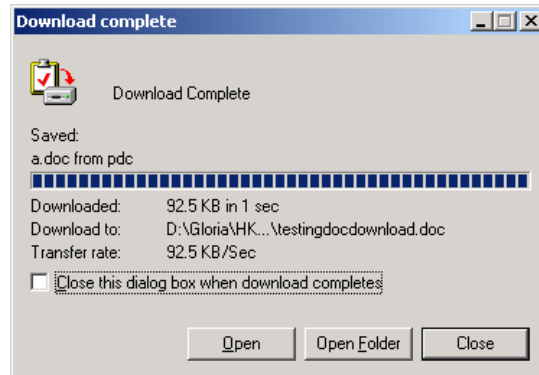 Download complete
Download Complete
Saved:
a.doc from pdc
Downloaded: 92.5 KB in 1 sec
Download to: D:\Gloria\HK...\testingdocdownload.doc
Transfer rate: 92.5 KB/Sec
Close this dialog box when download completes
Open Open Folder Close